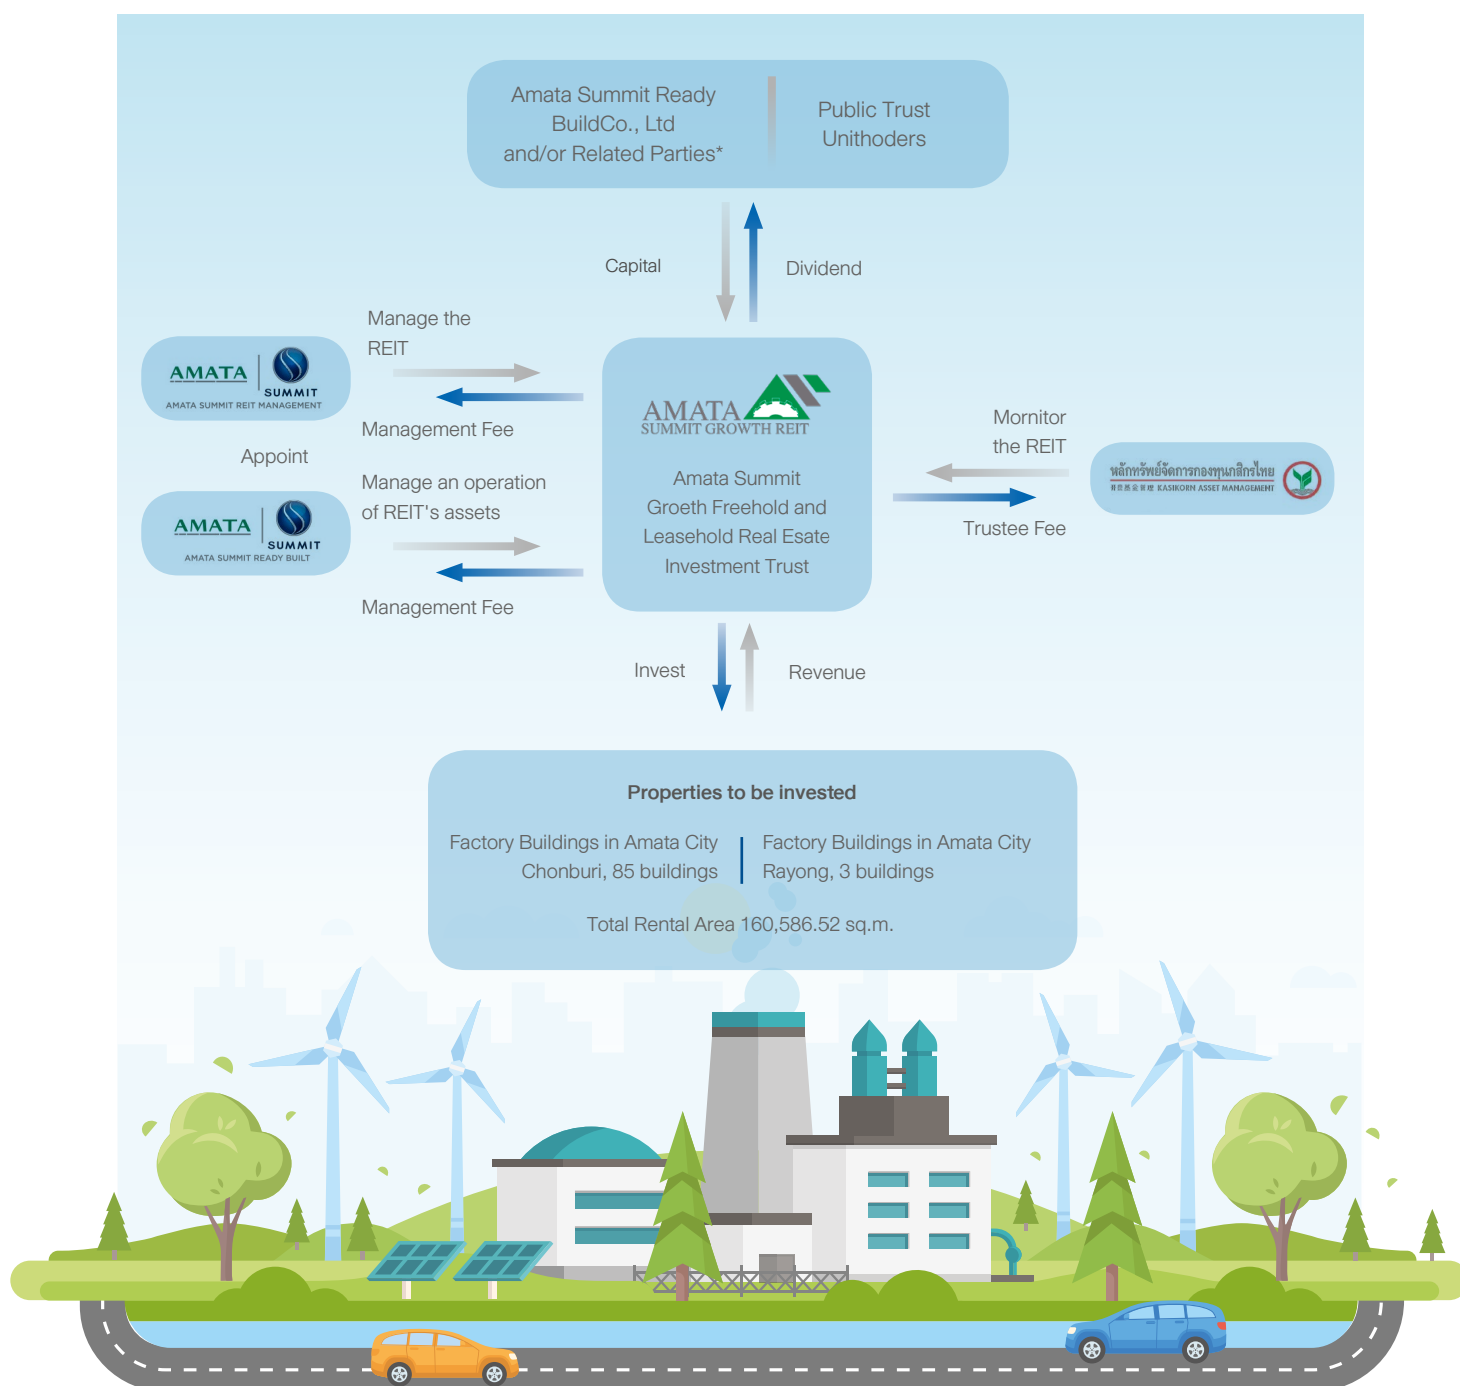 Amata Summit Ready
BuildCo., Ltd
and/or Related Parties*
Public Trust
Unithoders
Capital
Dividend
Manage the
REIT
AMATA
SUMMIT
AMATA SUMMIT REIT MANAGEMENT
Management Fee
Appoint
Manage an operation
of REIT's assets
AMATA
SUMMIT
AMATA SUMMIT READY BUILT
Management Fee
AMATA
SUMMIT GROWTH REIT
Amata Summit
Groeth Freehold and
Leasehold Real Esate
Investment Trust
Mornitor
the REIT
หลักทรัพย์จัดการกองทุนกสิกรไทย
KASIKORN ASSET MANAGEMENT
Trustee Fee
Invest
Revenue
Properties to be invested
Factory Buildings in Amata City
Chonburi, 85 buildings
Factory Buildings in Amata City
Rayong, 3 buildings
Total Rental Area 160,586.52 sq.m.